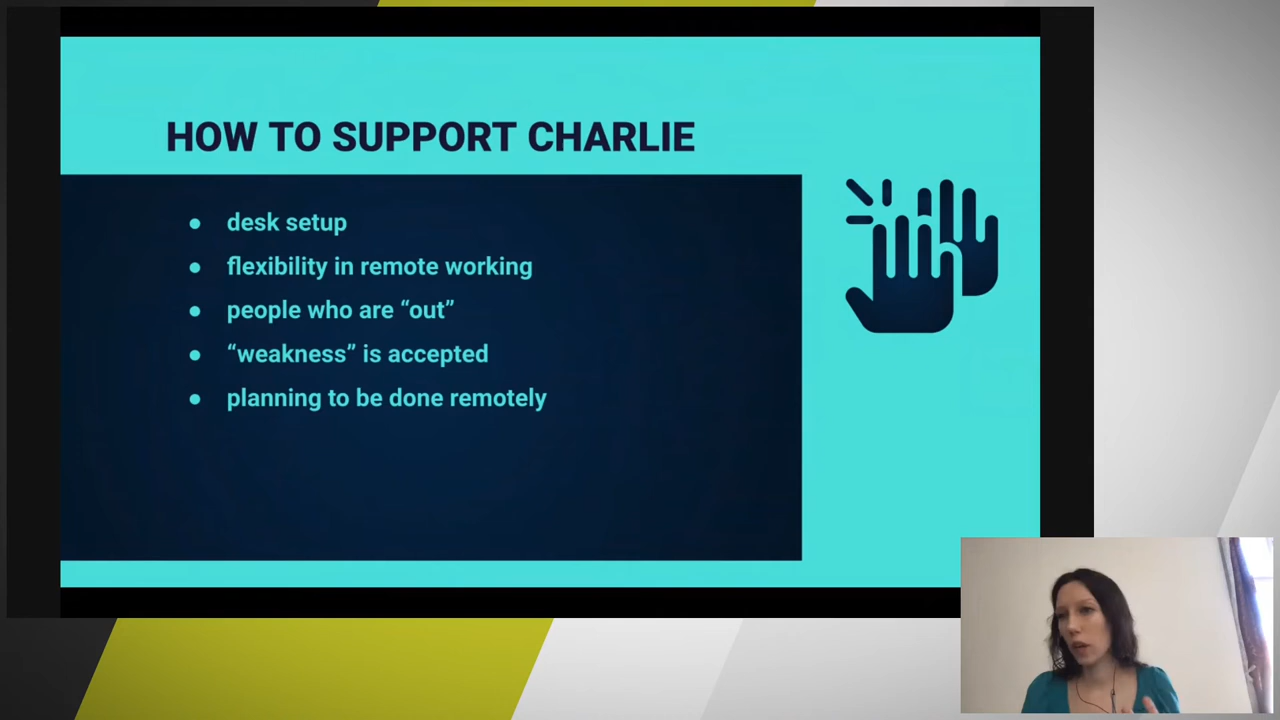 HOW TO SUPPORT CHARLIE
● desk setup
● flexibility in remote working
● people who are “out”
● “weakness” is accepted
● planning to be done remotely